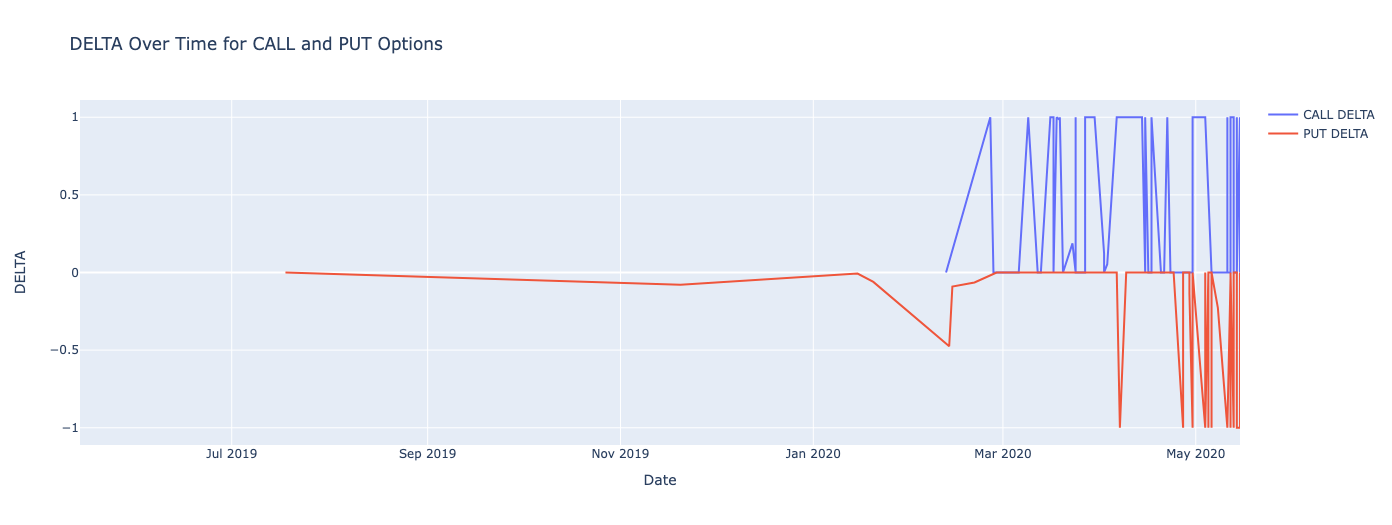 DELTA Over Time for CALL and PUT Options
CALL DELTA
PUT DELTA
1
0.5
0
−0.5
−1
DELTA
Jul 2019
Sep 2019
Nov 2019
Jan 2020
Mar 2020
May 2020
Date